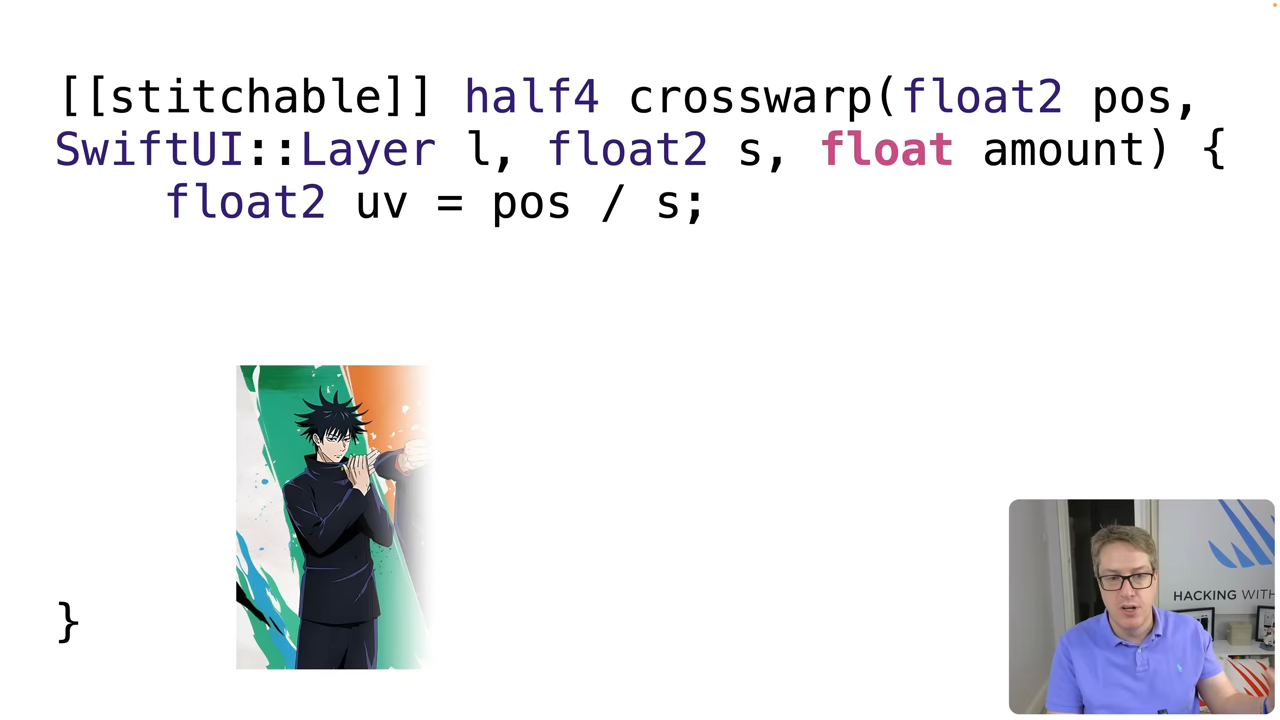 [[stitchable]] half4 crosswarp(float2 pos,
SwiftUI::Layer l, float2 s, float amount) {
    float2 uv = pos / s;
}
HACKING WITH